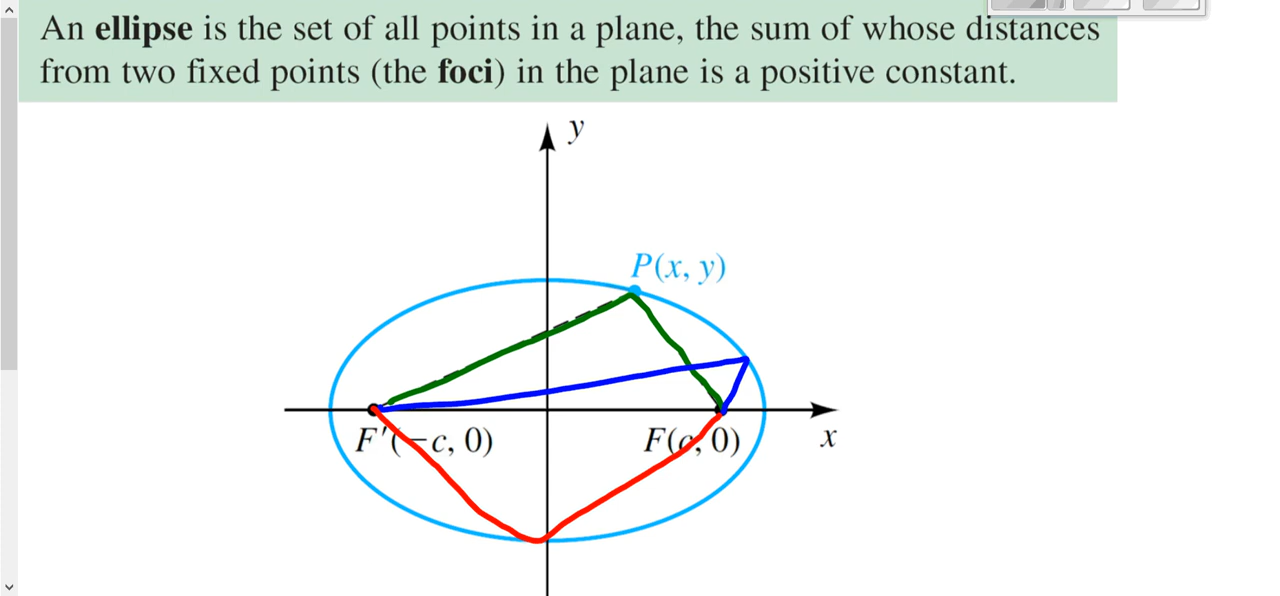 An ellipse is the set of all points in a plane, the sum of whose distances
from two fixed points (the foci) in the plane is a positive constant.
y
P(x, y)
F′(−c, 0)
F(c, 0)
x